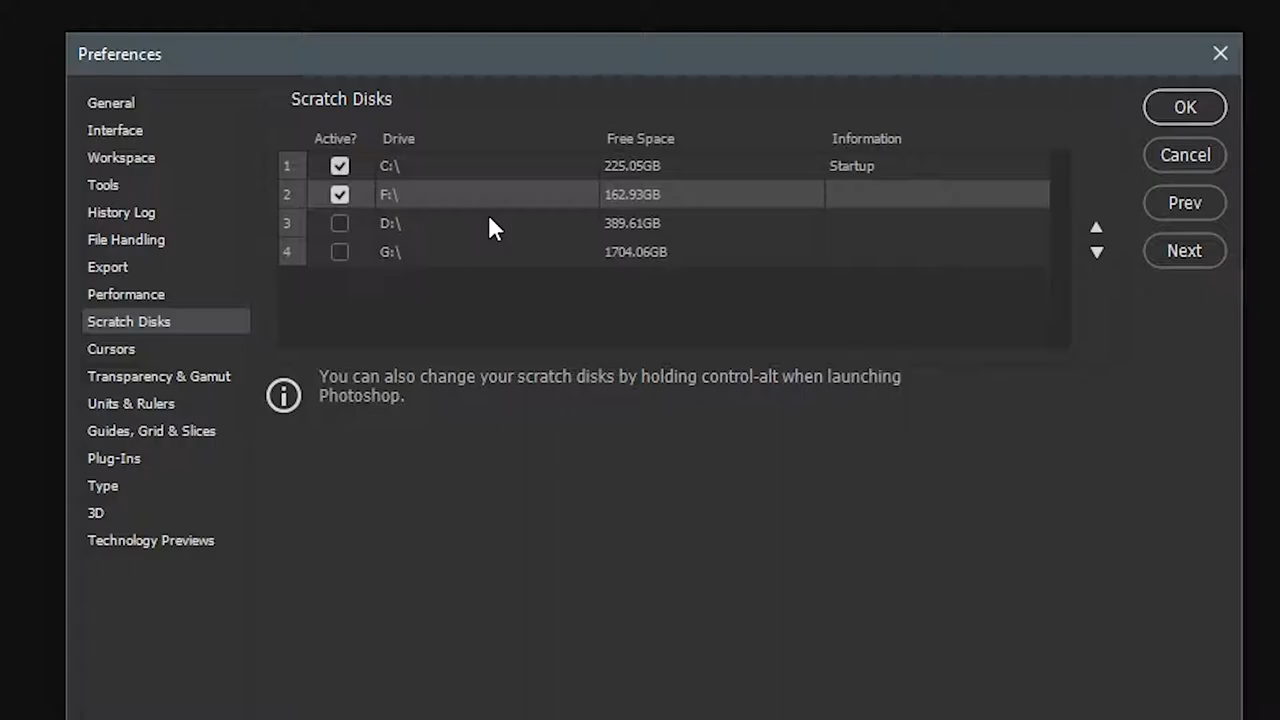 Preferences
General
Interface
Workspace
Tools
History Log
File Handling
Export
Performance
Scratch Disks
Cursors
Transparency & Gamut
Units & Rulers
Guides, Grid & Slices
Plug-Ins
Type
3D
Technology Previews
Scratch Disks
Active? Drive Free Space Information
1 C:\ 225.05GB Startup
2 F:\ 162.93GB
3 D:\ 389.61GB
4 G:\ 1704.06GB
You can also change your scratch disks by holding control-alt when launching
Photoshop.
OK
Cancel
Prev
Next